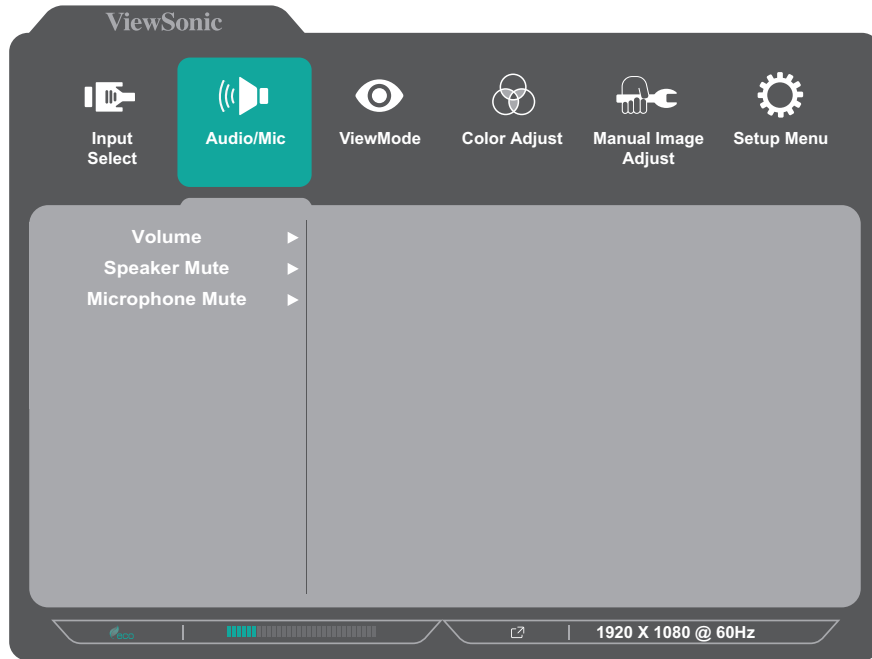 ViewSonic
Input
Select
Audio/Mic
ViewMode
Color Adjust
Manual Image
Adjust
Setup Menu
Volume
Speaker Mute
Microphone Mute
eco
1920 X 1080 @ 60Hz